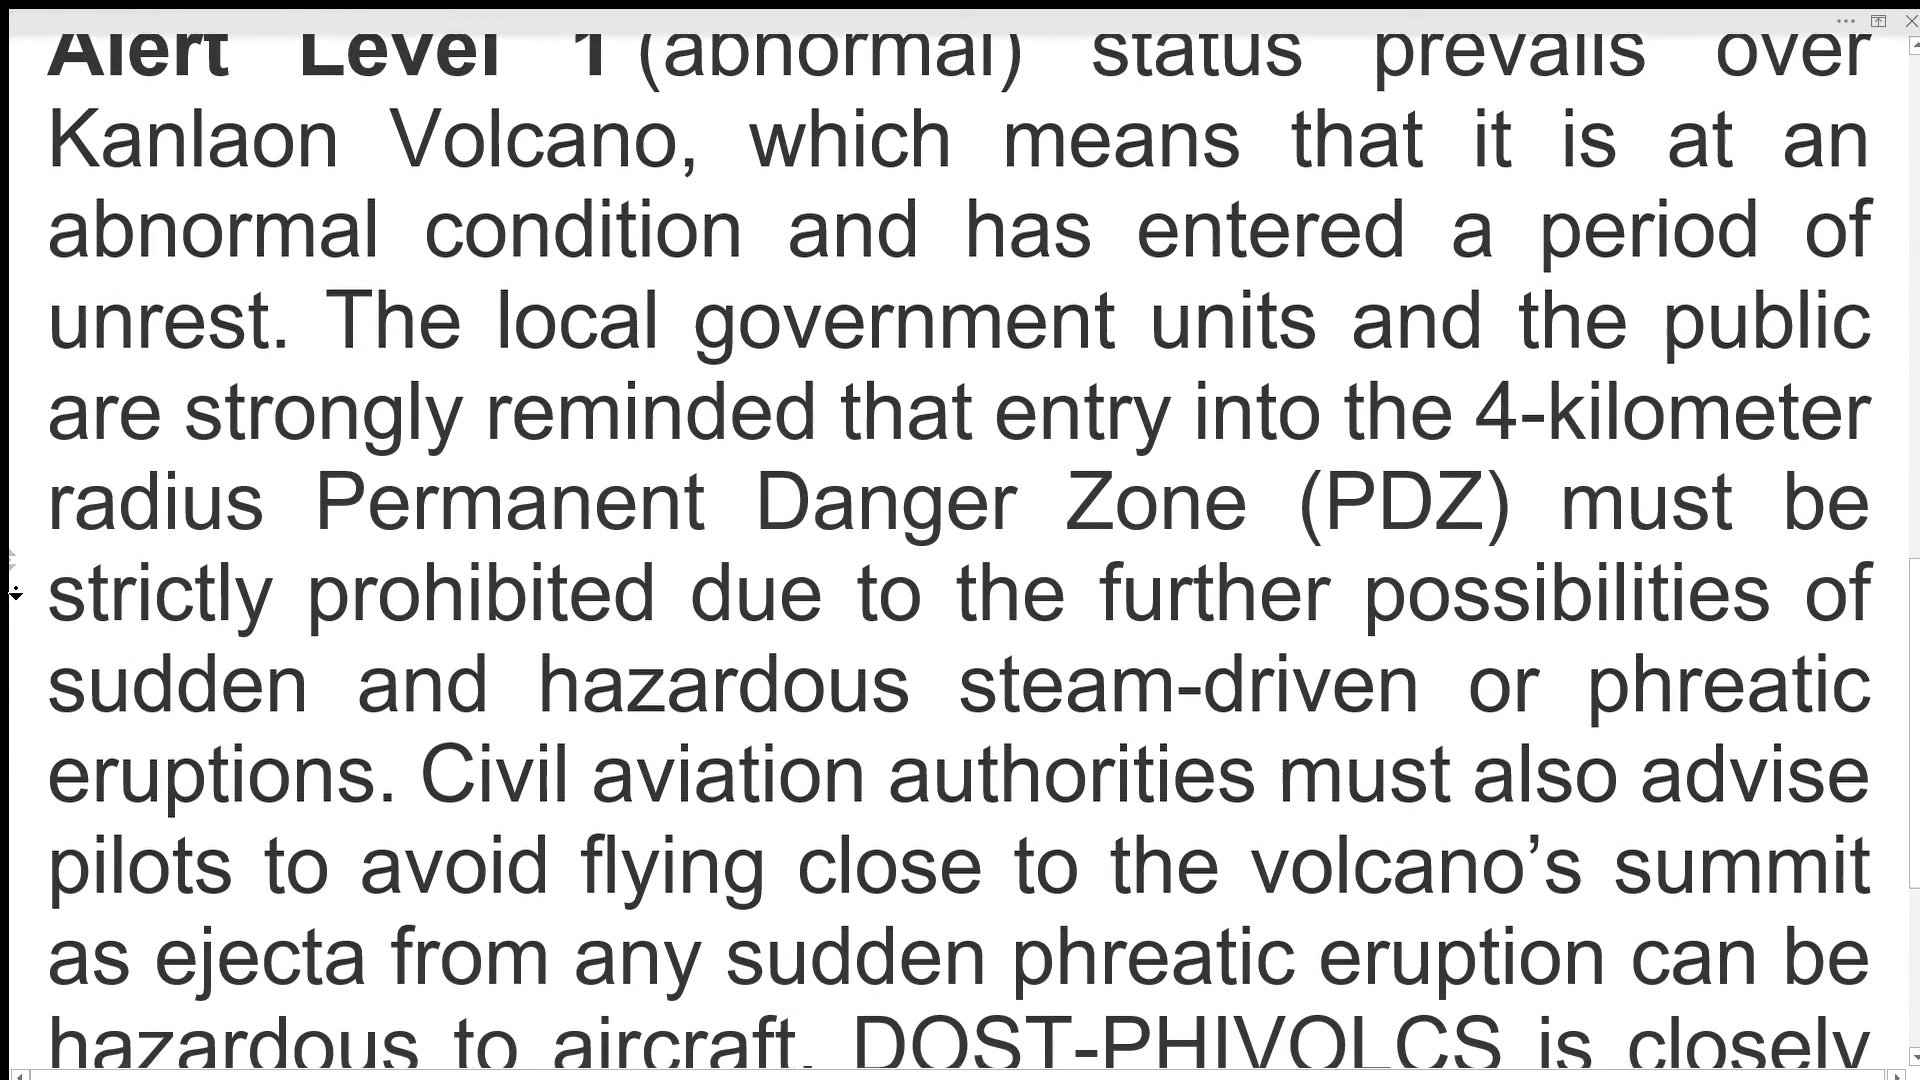 Alert Level 1 (abnormal) status prevails over
Kanlaon Volcano, which means that it is at an
abnormal condition and has entered a period of
unrest. The local government units and the public
are strongly reminded that entry into the 4-kilometer
radius Permanent Danger Zone (PDZ) must be
strictly prohibited due to the further possibilities of
sudden and hazardous steam-driven or phreatic
eruptions. Civil aviation authorities must also advise
pilots to avoid flying close to the volcano’s summit
as ejecta from any sudden phreatic eruption can be
hazardous to aircraft. DOST-PHIVOLCS is closely